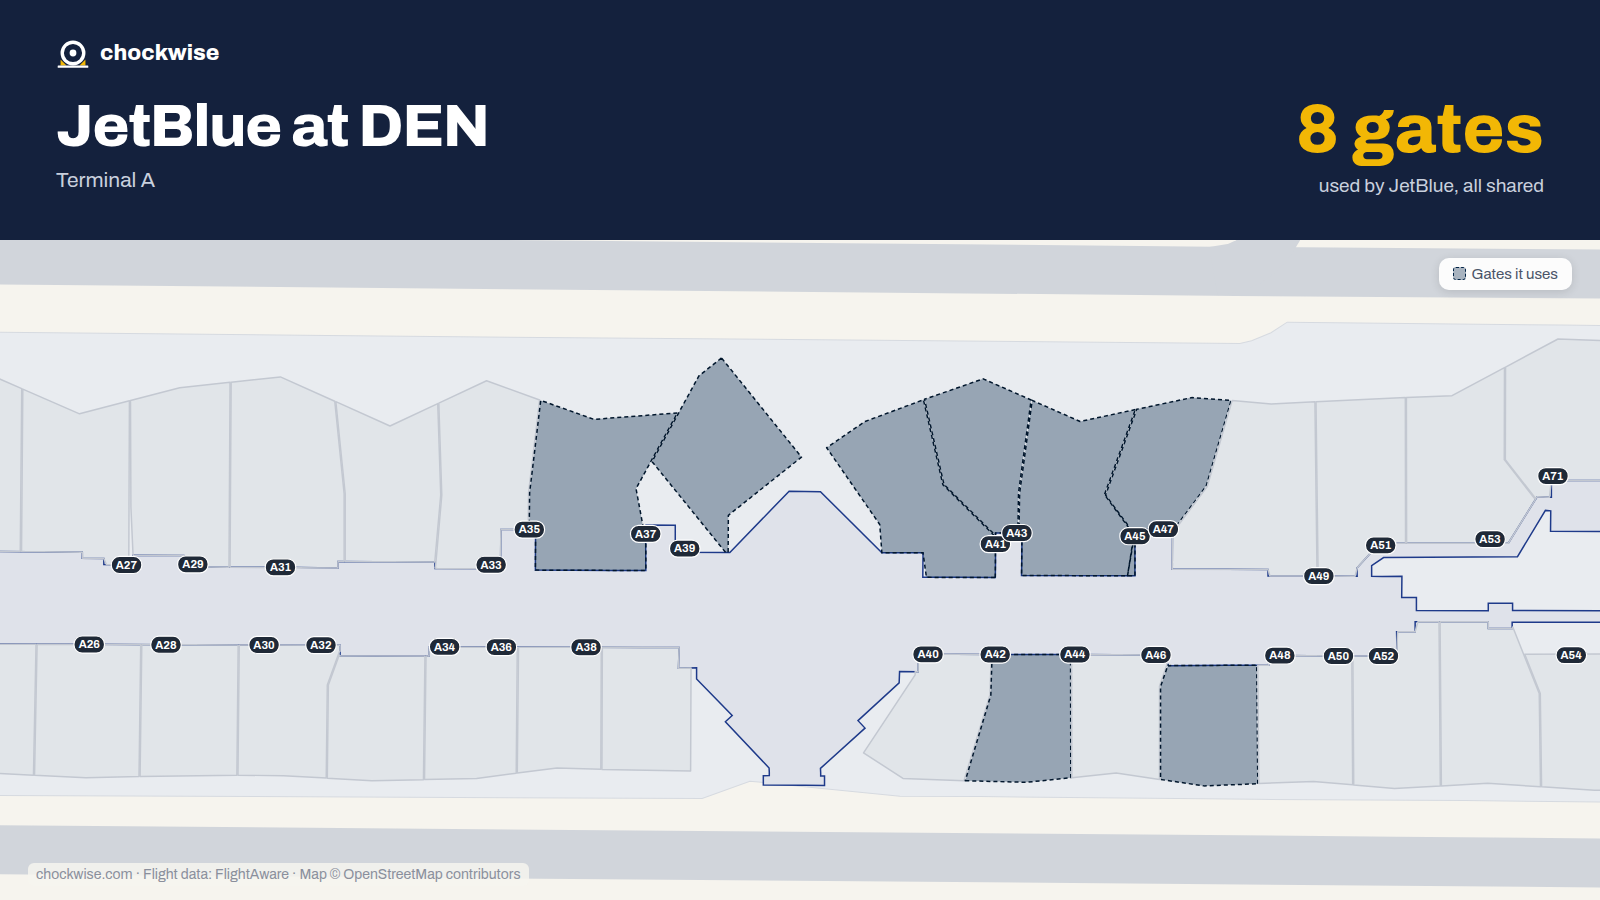 chockwise
JetBlue at DEN
Terminal A
8 gates
used by JetBlue, all shared
Gates it uses
A71
A35
A37
A39
A41
A43
A45
A47
A51
A53
A27
A29
A31
A33
A49
A26
A28
A30
A32
A34
A36
A38
A40
A42
A44
A46
A48
A50
A52
A54
chockwise.com · Flight data: FlightAware · Map © OpenStreetMap contributors